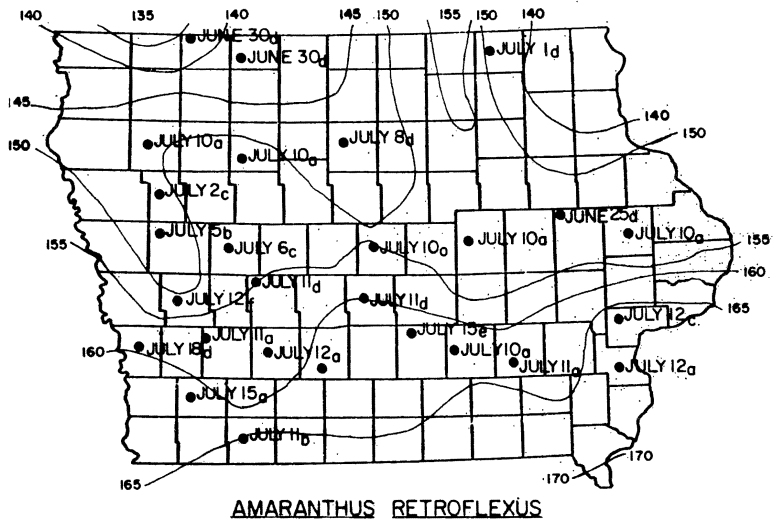 140 135 140 145 155 150 140
JUNE 30d
JUNE 30d
JULY 1d
145
140
JULY 10a JULY 8d
150 150
JULY 10a
JULY 2c
JUNE 25d
JULY 5b JULY 10a JULY 10a
JULY 6c JULY 10a
155 155
160
JULY 11d
JULY 12f JULY 11d
165
JULY 12c
JULY 15e
JULY 11a
160 JULY 18d JULY 12a JULY 10a
JULY 11a JULY 12a
JULY 15a
JULY 11b
170
165 170
AMARANTHUS RETROFLEXUS